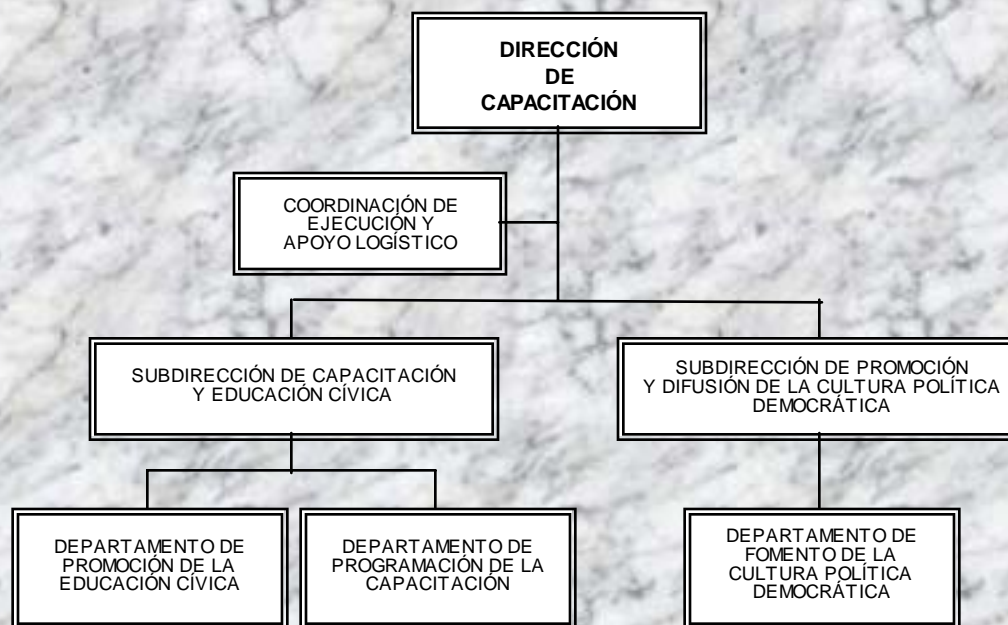 DIRECCIÓN
DE
CAPACITACIÓN
COORDINACIÓN DE
EJECUCIÓN Y
APOYO LOGÍSTICO
SUBDIRECCIÓN DE CAPACITACIÓN
Y EDUCACIÓN CÍVICA
SUBDIRECCIÓN DE PROMOCIÓN
Y DIFUSIÓN DE LA CULTURA POLÍTICA
DEMOCRÁTICA
DEPARTAMENTO DE
PROMOCIÓN DE LA
EDUCACIÓN CÍVICA
DEPARTAMENTO DE
PROGRAMACIÓN DE LA
CAPACITACIÓN
DEPARTAMENTO DE
FOMENTO DE LA
CULTURA POLÍTICA
DEMOCRÁTICA